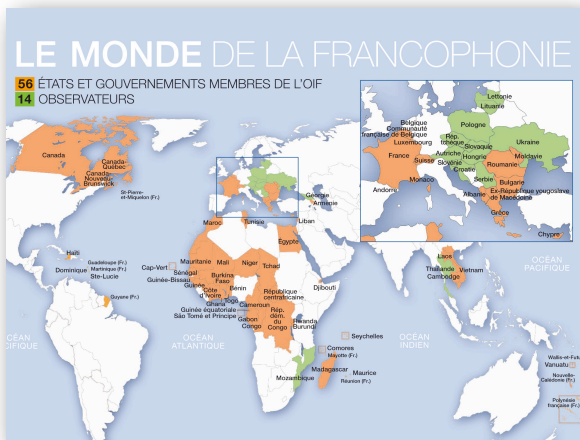 LE MONDE DE LA FRANCOPHONIE
56 ÉTATS ET GOUVERNEMENTS MEMBRES DE L'OIF
14 OBSERVATEURS
Lettonie
Lituanie
Belgique
Communauté
française de Belgique
Luxembourg
Pologne
Rép.
tchèque
Ukraine
Slovaquie
Autriche
Hongrie
Moldavie
France
Suisse
Slovénie
Roumanie
Croatie
Serbie
Bulgarie
Monaco
Andorre
Albanie
Ex-République yougoslave
de Macédoine
Grèce
Chypre
Canada
Canada-
Québec
Canada-
Nouveau-
Brunswick
St-Pierre-
et-Miquelon (Fr.)
Géorgie
Arménie
Maroc
Tunisie
Liban
Égypte
Haïti
Guadeloupe (Fr.)
Martinique (Fr.)
Dominique
Ste-Lucie
Guyane (Fr.)
Cap-Vert
Mauritanie
Mali
Niger
Tchad
Sénégal
Guinée-Bissau
Guinée
Burkina
Faso
Bénin
Côte
d'Ivoire
Togo
Ghana
Guinée équatoriale
São Tomé et Príncipe
Cameroun
République
centraficaine
Gabon
Congo
Rép.
dém.
du
Congo
Djibouti
Rwanda
Burundi
Seychelles
Comores
Mayotte (Fr.)
Madagascar
Maurice
Réunion (Fr.)
Mozambique
Laos
Thaïlande
Cambodge
Vietnam
OCÉAN
PACIFIQUE
OCÉAN
CIFIQUE
OCÉAN
ATLANTIQUE
OCÉAN
INDIEN
Wallis-et-Fut
Vanuatu
Nouvelle-
Calédonie (Fr.)
Polynésie
française (Fr.)